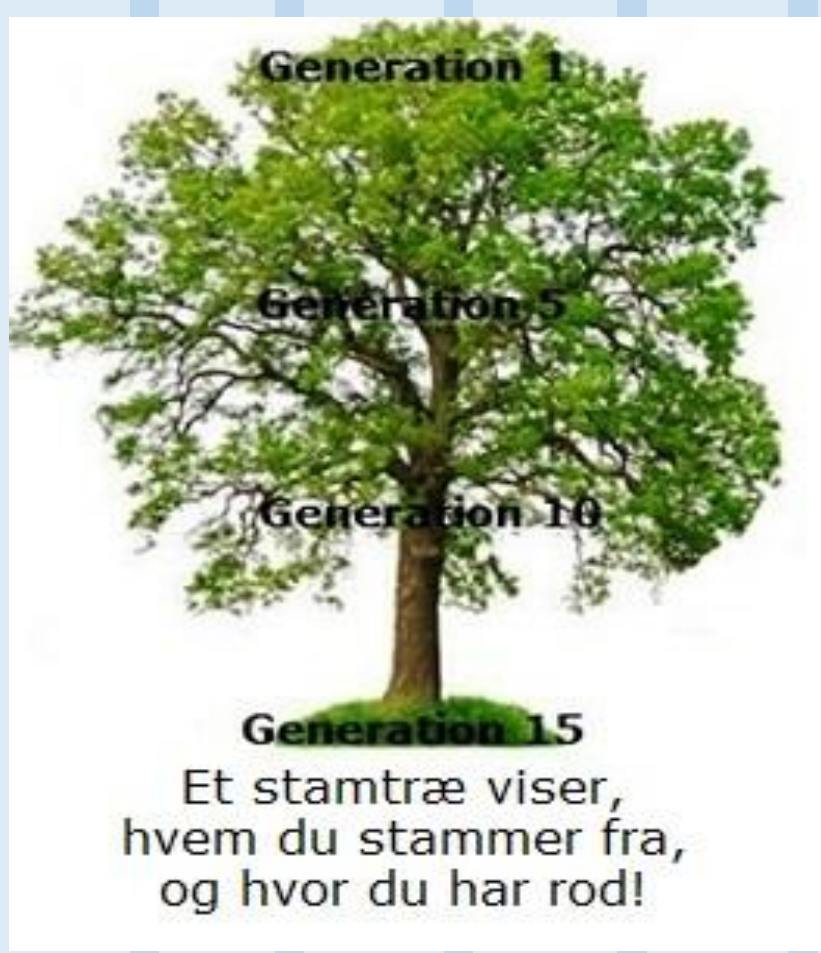 Generation 1
Generation 5
Generation 10
Generation 15
Et stamtræ viser,
hvem du stammer fra,
og hvor du har rod!